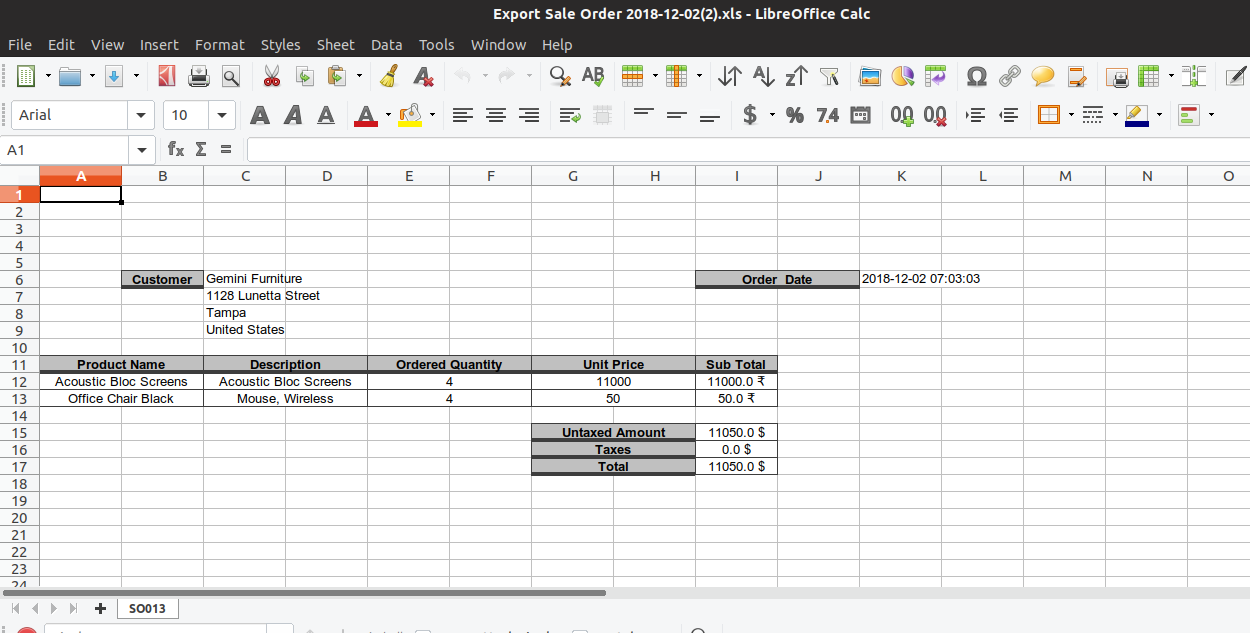 Export Sale Order 2018-12-02(2).xls - LibreOffice Calc
File Edit View Insert Format Styles Sheet Data Tools Window Help
Arial 10
A1
A B C D E F G H I J K L M N O
1
2
3
4
5
6 Customer Gemini Furniture Order Date 2018-12-02 07:03:03
7 1128 Lunetta Street
8 Tampa
9 United States
10
11 Product Name Description Ordered Quantity Unit Price Sub Total
12 Acoustic Bloc Screens Acoustic Bloc Screens 4 11000 11000.0 ₹
13 Office Chair Black Mouse, Wireless 4 50 50.0 ₹
14
15 Untaxed Amount 11050.0 $
16 Taxes 0.0 $
17 Total 11050.0 $
18
19
20
21
22
23
24
SO013